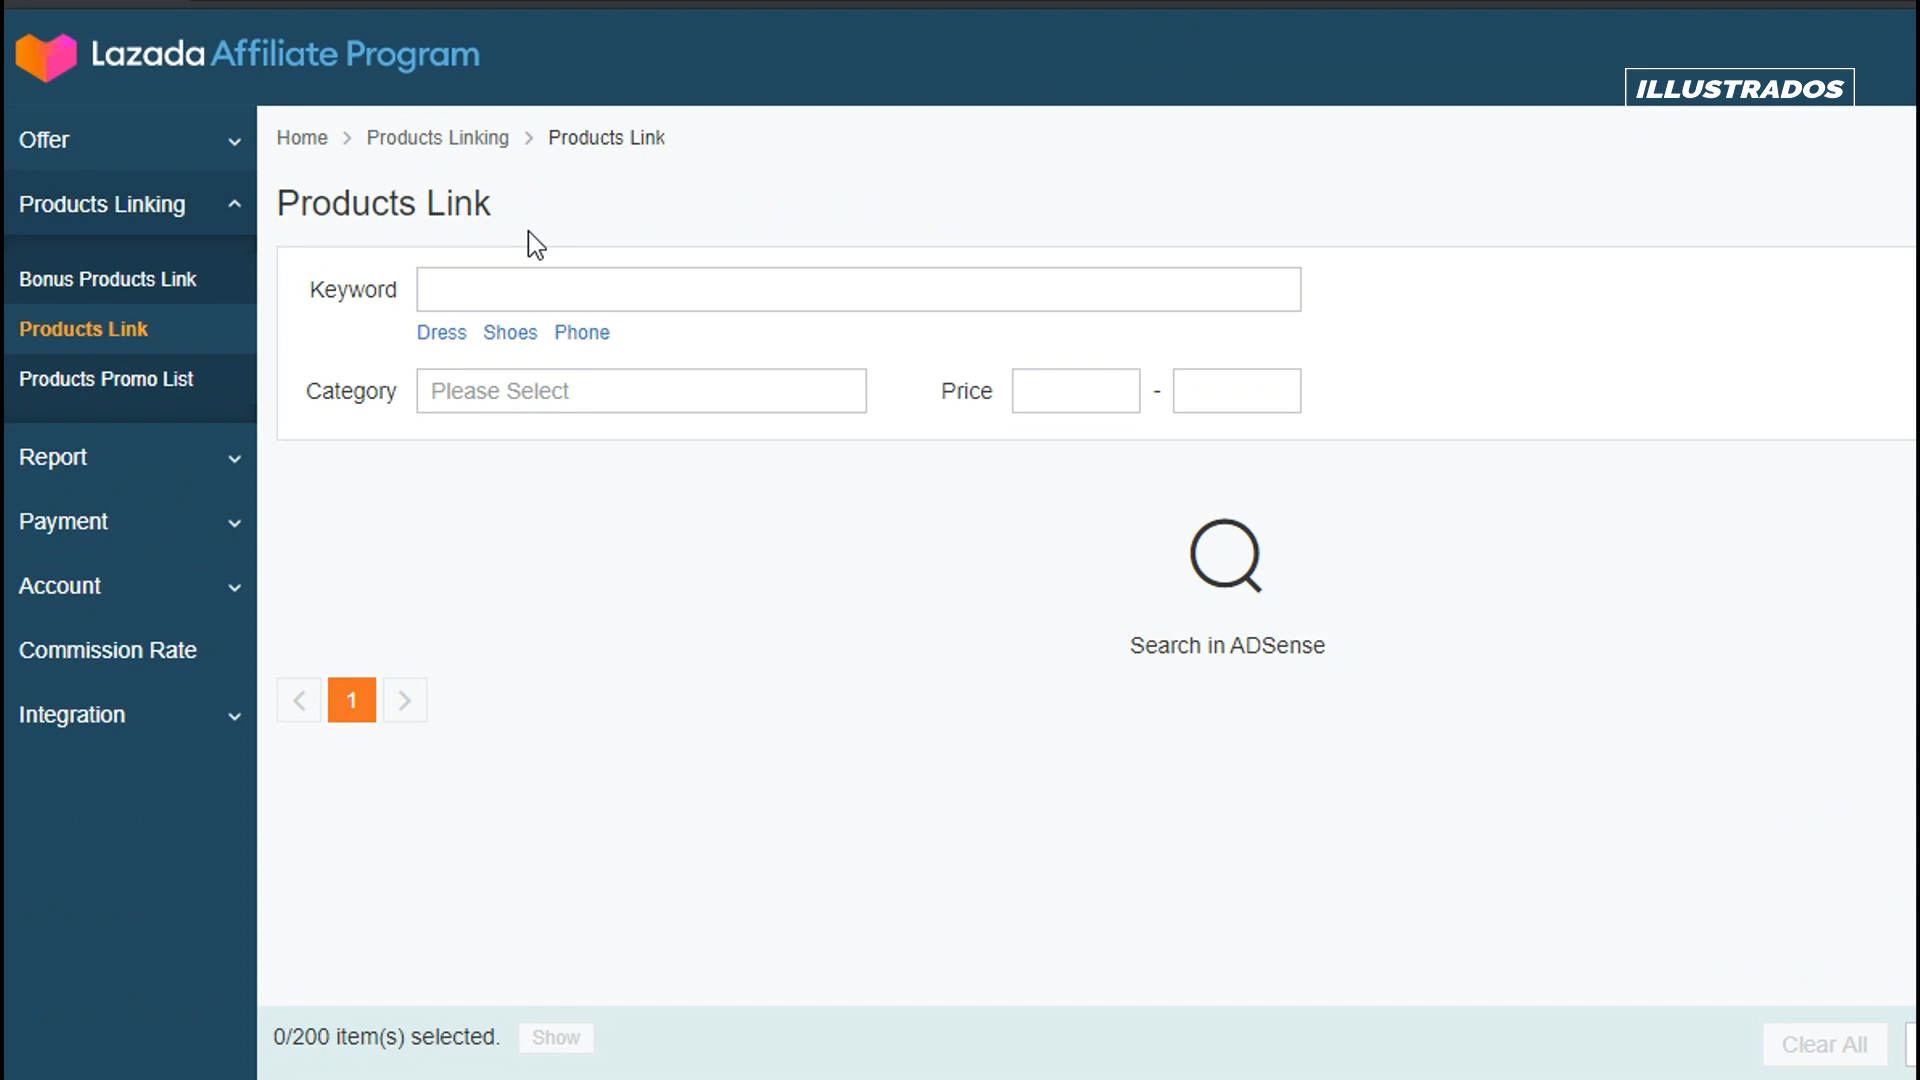 Lazada Affiliate Program
ILLUSTRADOS
Offer
Products Linking
Bonus Products Link
Products Link
Products Promo List
Report
Payment
Account
Commission Rate
Integration
Home > Products Linking > Products Link
Products Link
Keyword
Dress Shoes Phone
Category Please Select Price -
Search in ADSense
1
0/200 item(s) selected. Show
Clear All